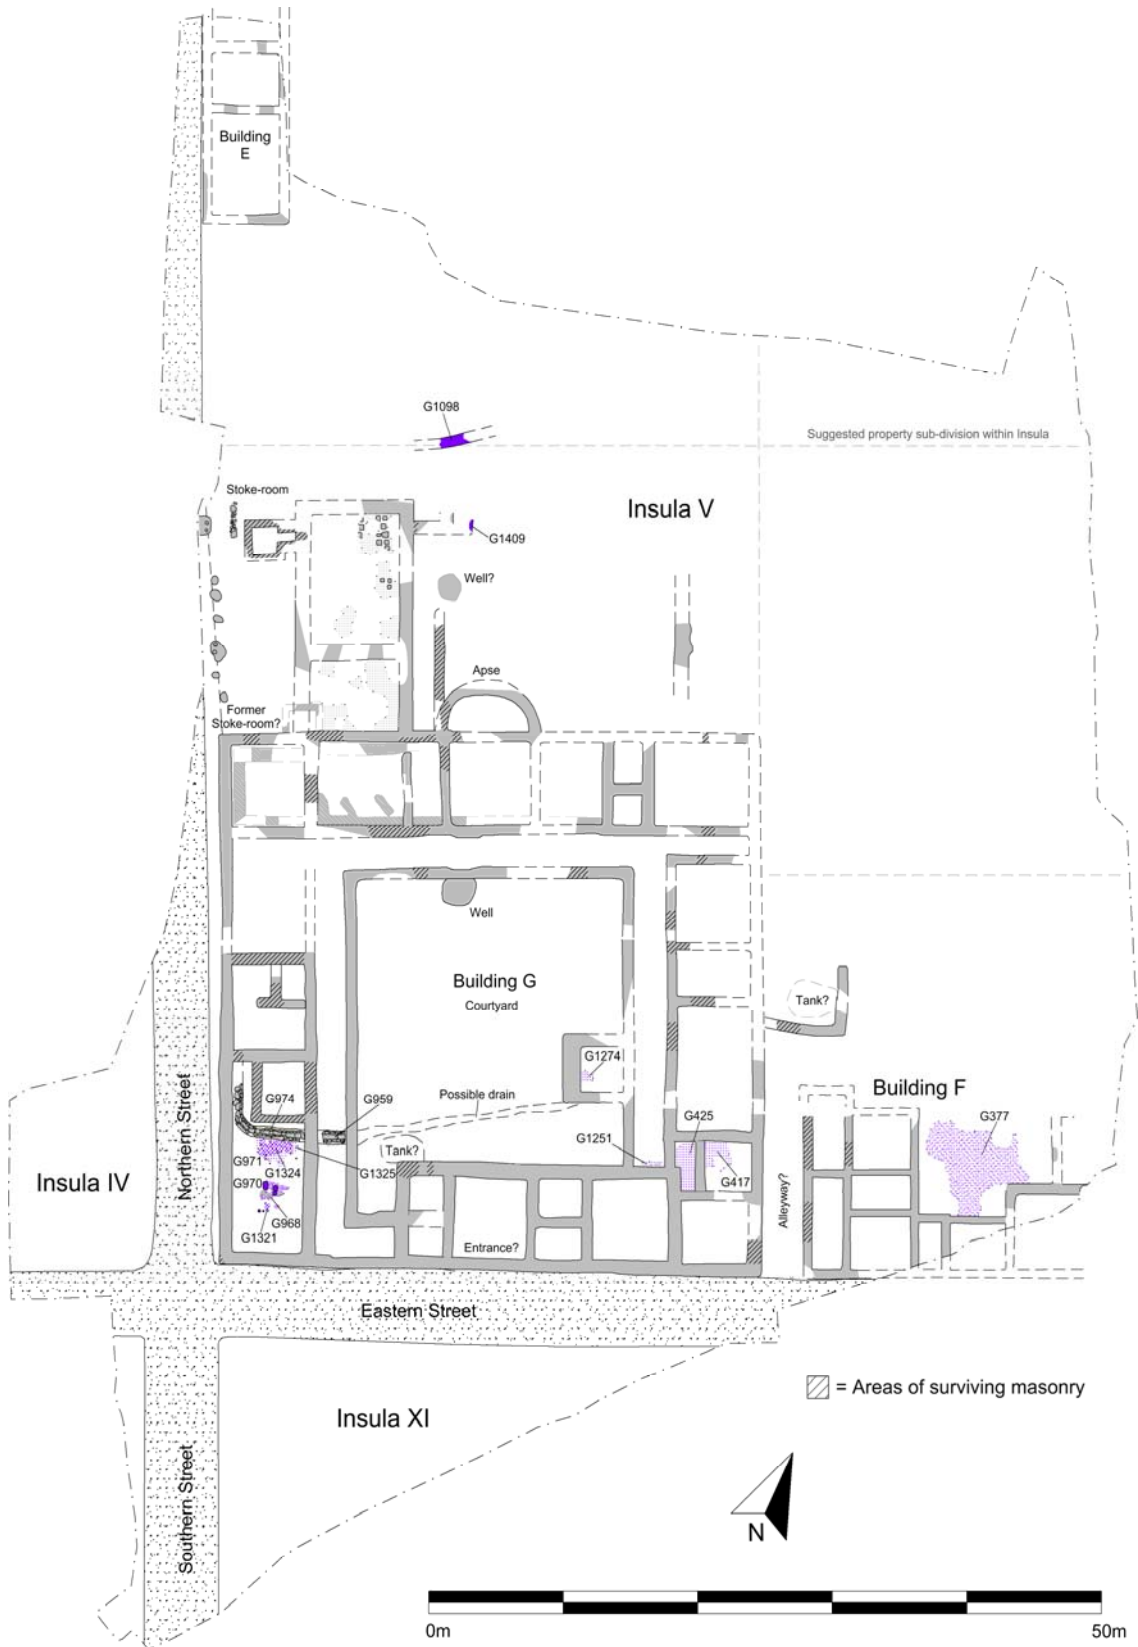 Building
E
G1098
Suggested property sub-division within Insula
Stoke-room
Insula V
G1409
Well?
Apse
Former
Stoke-room?
Well
Building G
Courtyard
Tank?
G1274
Building F
Northern Street
G974
G959
Possible drain
G425
G377
G1251
Tank?
G971
G1324
G1325
G417
Insula IV
G970
G968
G1321
Alleyway?
Entrance?
Eastern Street
= Areas of surviving masonry
Insula XI
Southern Street
N
0m
50m